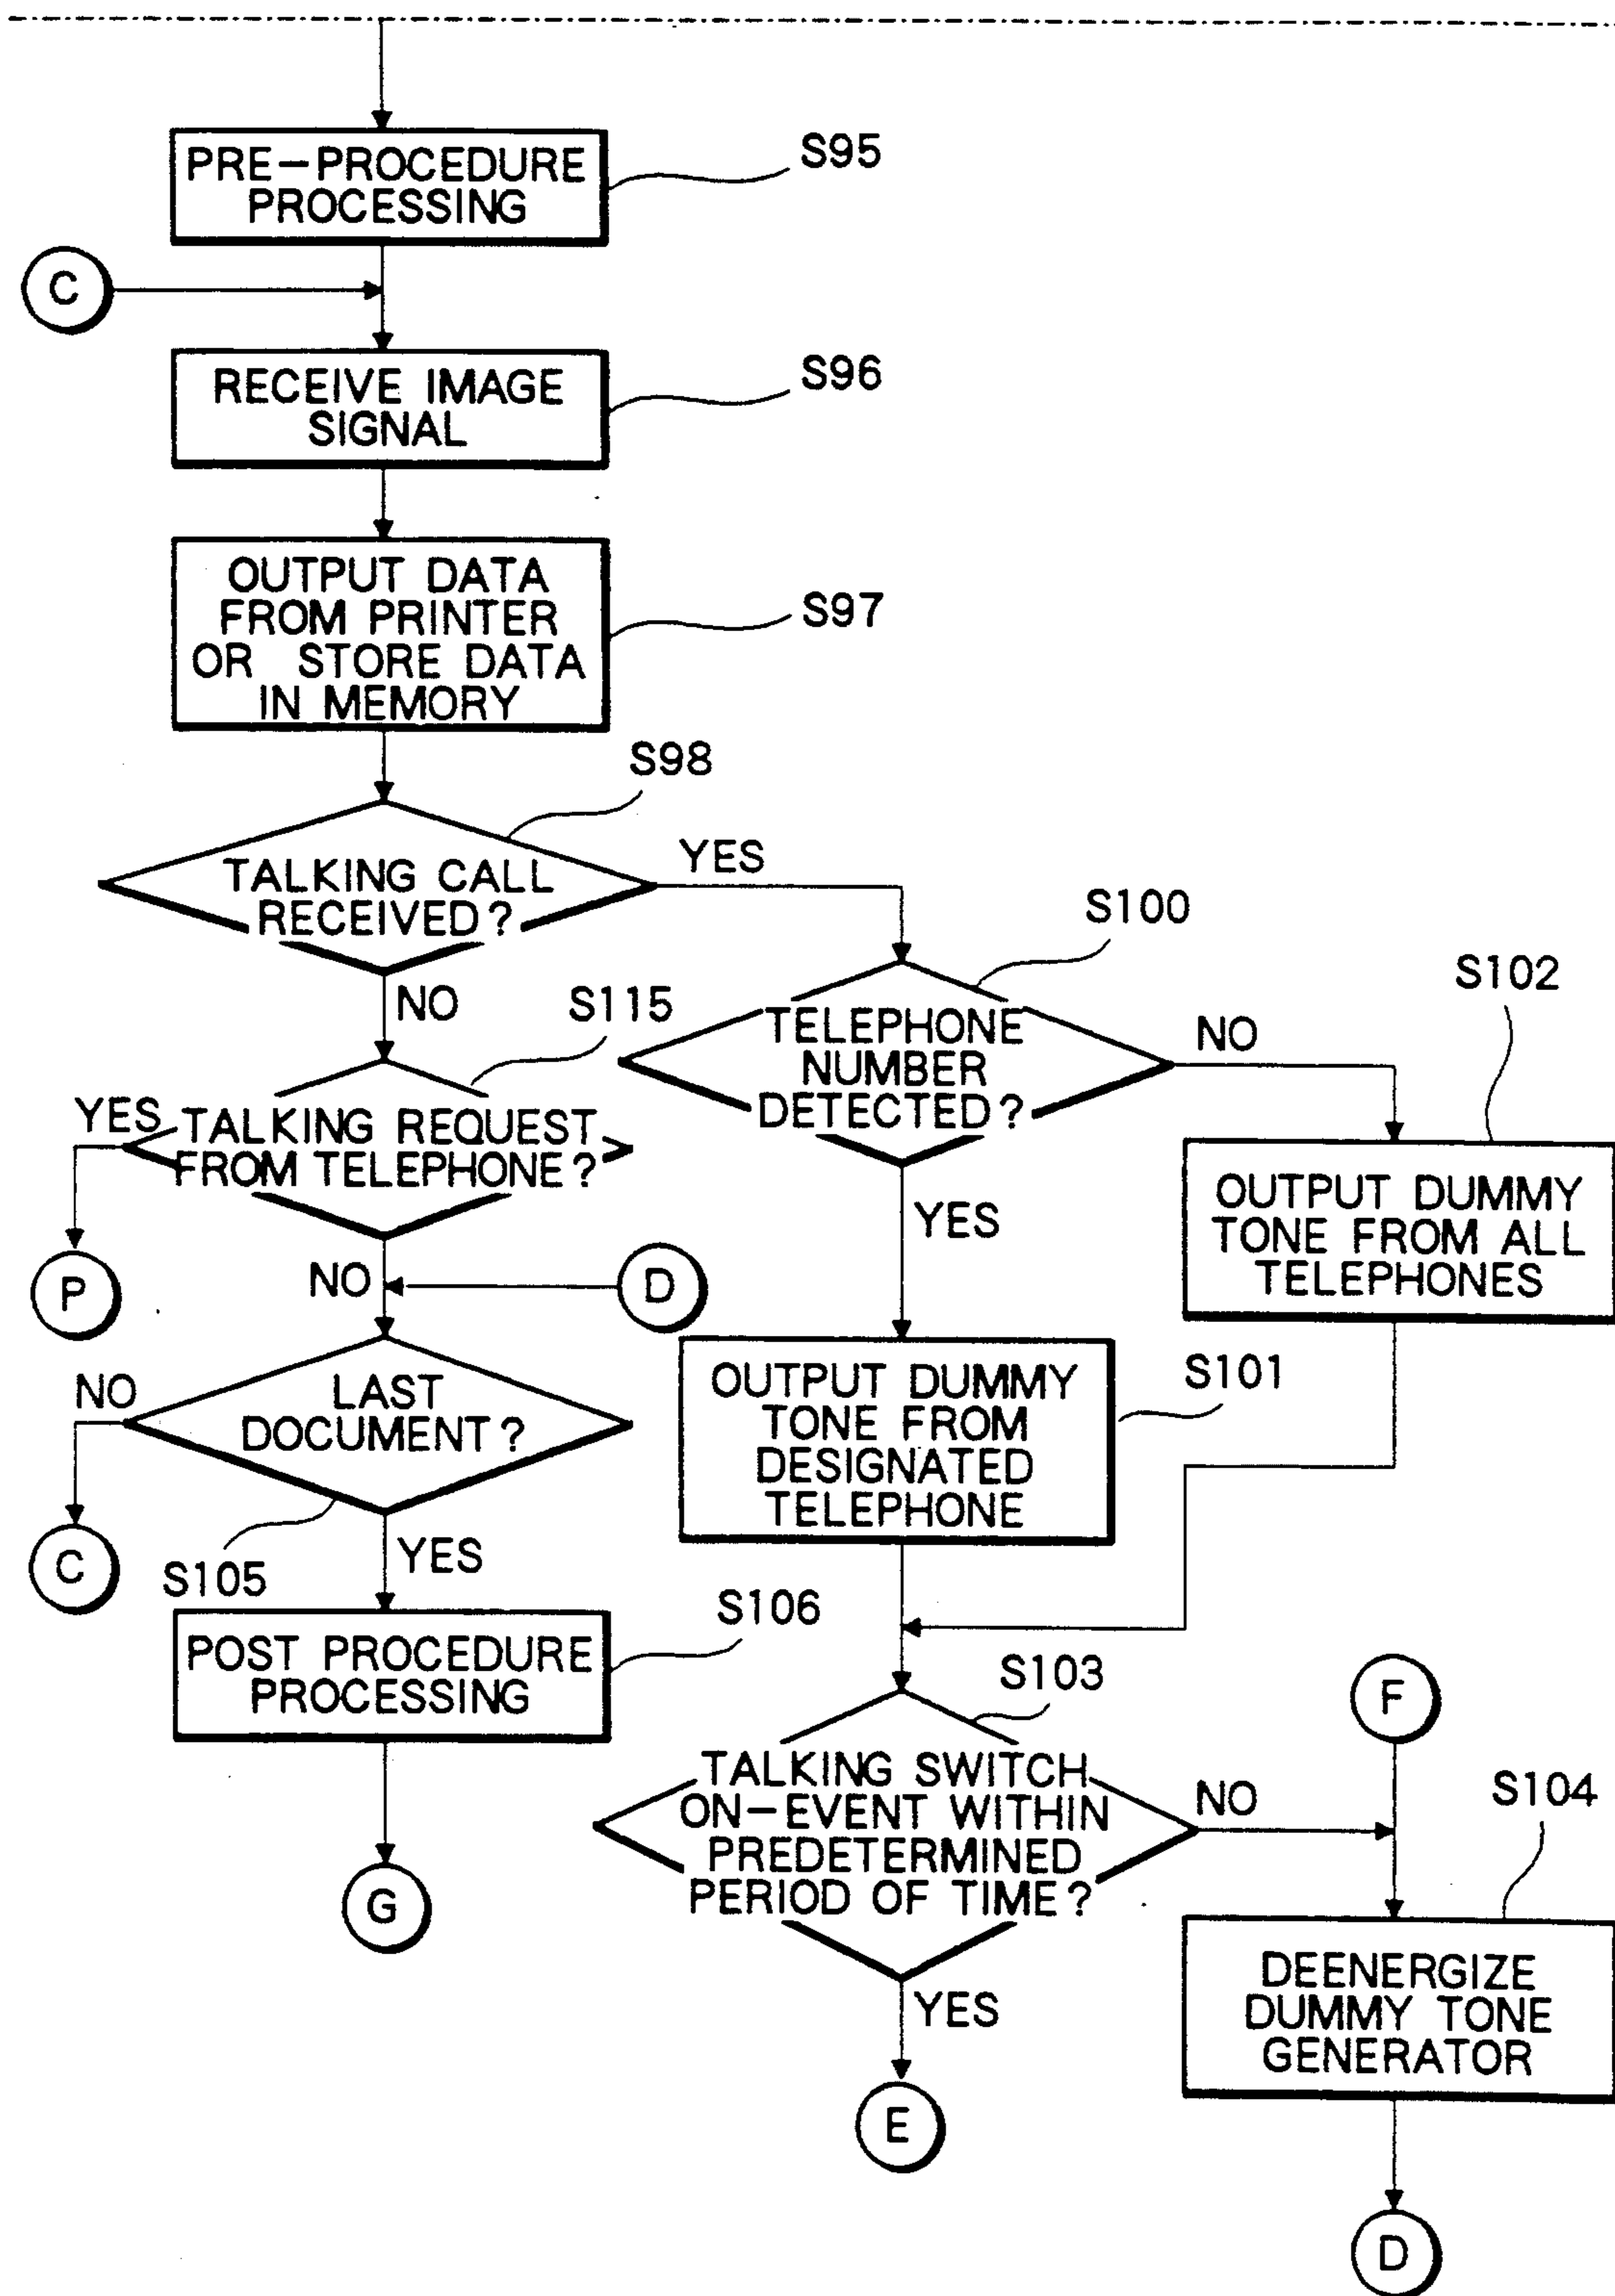 PRE-PROCEDURE
PROCESSING
S95
C
RECEIVE IMAGE
SIGNAL
S96
OUTPUT DATA
FROM PRINTER
OR STORE DATA
IN MEMORY
S97
S98
TALKING CALL
RECEIVED?
YES
NO
S100
TELEPHONE
NUMBER
DETECTED?
NO
YES
S102
OUTPUT DUMMY
TONE FROM ALL
TELEPHONES
S115
YES
TALKING REQUEST
FROM TELEPHONE?
P
NO
D
LAST
DOCUMENT?
NO
C
S105
YES
OUTPUT DUMMY
TONE FROM
DESIGNATED
TELEPHONE
S101
POST PROCEDURE
PROCESSING
S106
G
S103
TALKING SWITCH
ON-EVENT WITHIN
PREDETERMINED
PERIOD OF TIME?
NO
YES
E
F
S104
DEENERGIZE
DUMMY TONE
GENERATOR
D